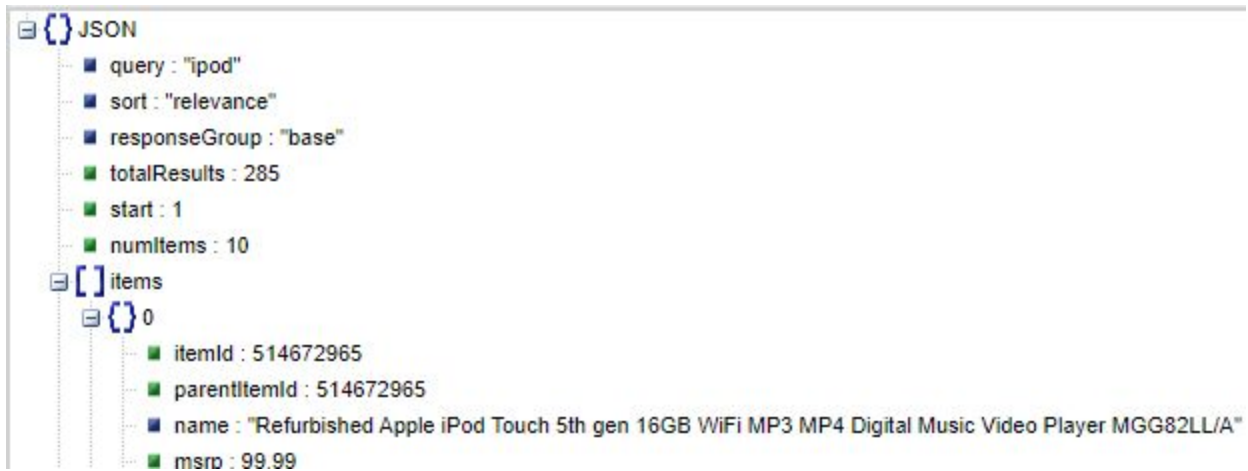 JSON
query : "ipod"
sort : "relevance"
responseGroup : "base"
totalResults : 285
start : 1
numItems : 10
items
0
itemId : 514672965
parentItemId : 514672965
name : "Refurbished Apple iPod Touch 5th gen 16GB WiFi MP3 MP4 Digital Music Video Player MGG82LL/A"
msrp : 99.99